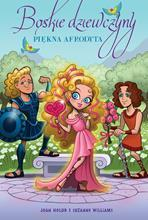 Boskie dziewczyny
PIĘKNA AFRODYTA
JOAN HOLUB I SUZANNE WILLIAMS